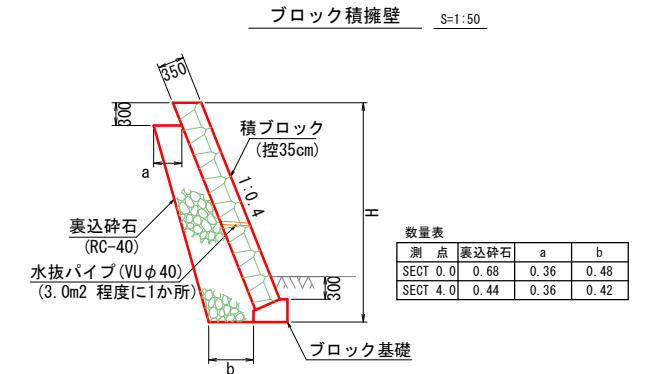 ブロック積擁壁 S=1:50
350
300
積ブロック
(控35cm)
a
1:0.4
H
裏込砕石
(RC-40)
水抜パイプ(VUφ40)
(3.0m2 程度に1か所)
300
ブロック基礎
b
数量表
測 点 裏込砕石 a b
SECT 0.0 0.68 0.36 0.48
SECT 4.0 0.44 0.36 0.42